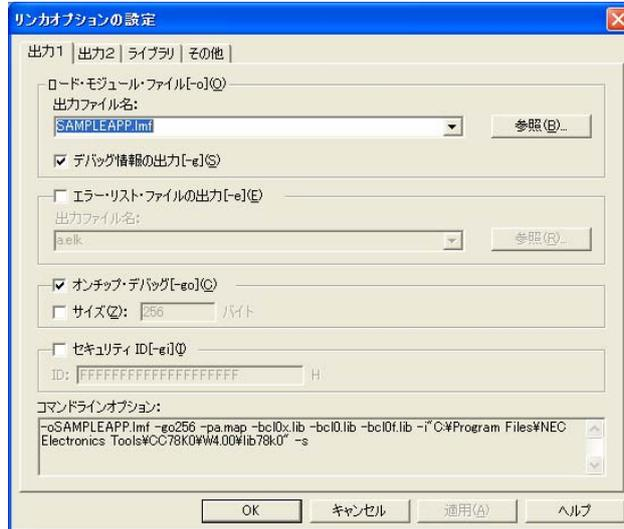 リンカオプションの設定
出力1 出力2 ライブラリ その他
ロード・モジュール・ファイル[-o](O)
出力ファイル名:
SAMPLEAPP.lmf 参照(B)...
デバッグ情報の出力[-g](S)
エラー・リスト・ファイルの出力[-e](E)
出力ファイル名:
a.elk 参照(R)...
オンチップ・デバッグ[-go](C)
サイズ(Z): 256 バイト
セキュリティ ID[-gi](I)
ID: FFFFFFFFFFFFFFFFFFFF H
コマンドラインオプション:
-oSAMPLEAPP.lmf -go256 -pa.map -bcl0x.lib -bcl0.lib -bcl0f.lib -i"C:¥Program Files¥NEC
Electronics Tools¥CC78K0¥W4.00¥lib78k0" -s
OK キャンセル 適用(A) ヘルプ